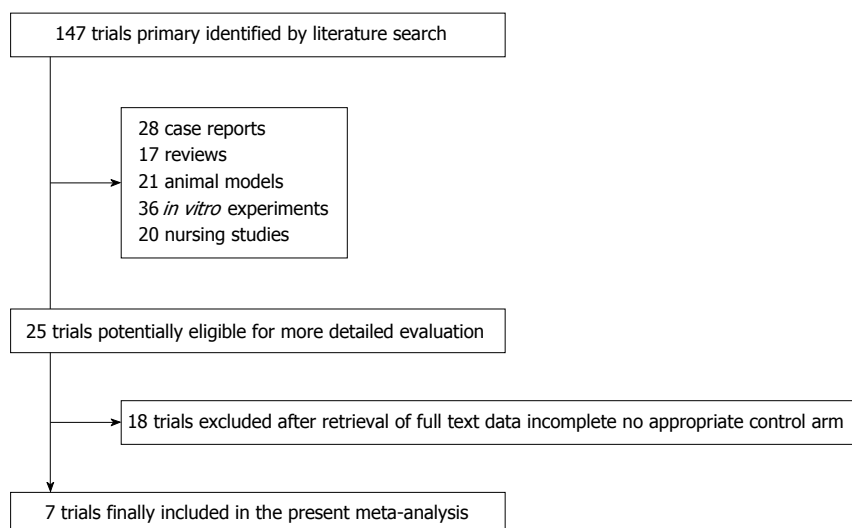 147 trials primary identified by literature search
28 case reports
17 reviews
21 animal models
36 in vitro experiments
20 nursing studies
25 trials potentially eligible for more detailed evaluation
18 trials excluded after retrieval of full text data incomplete no appropriate control arm
7 trials finally included in the present meta-analysis